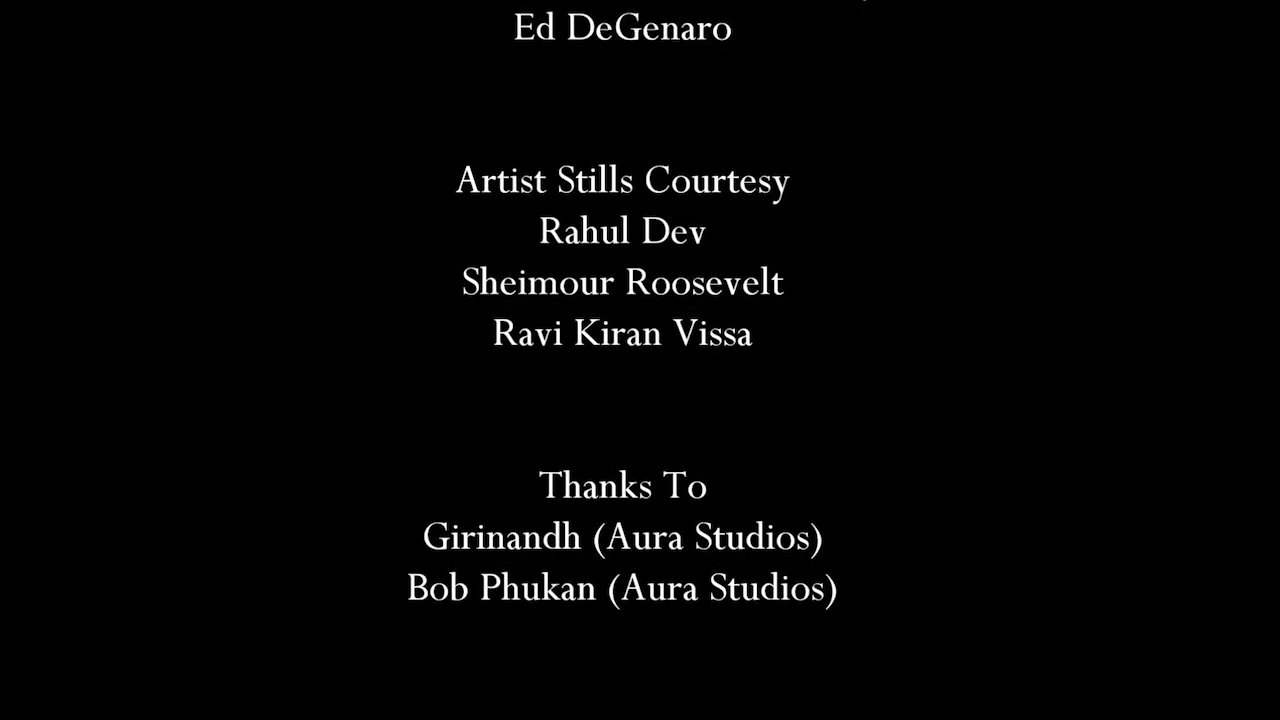 Ed DeGenaro
Artist Stills Courtesy
Rahul Dev
Sheimour Roosevelt
Ravi Kiran Vissa
Thanks To
Girinandh (Aura Studios)
Bob Phukan (Aura Studios)